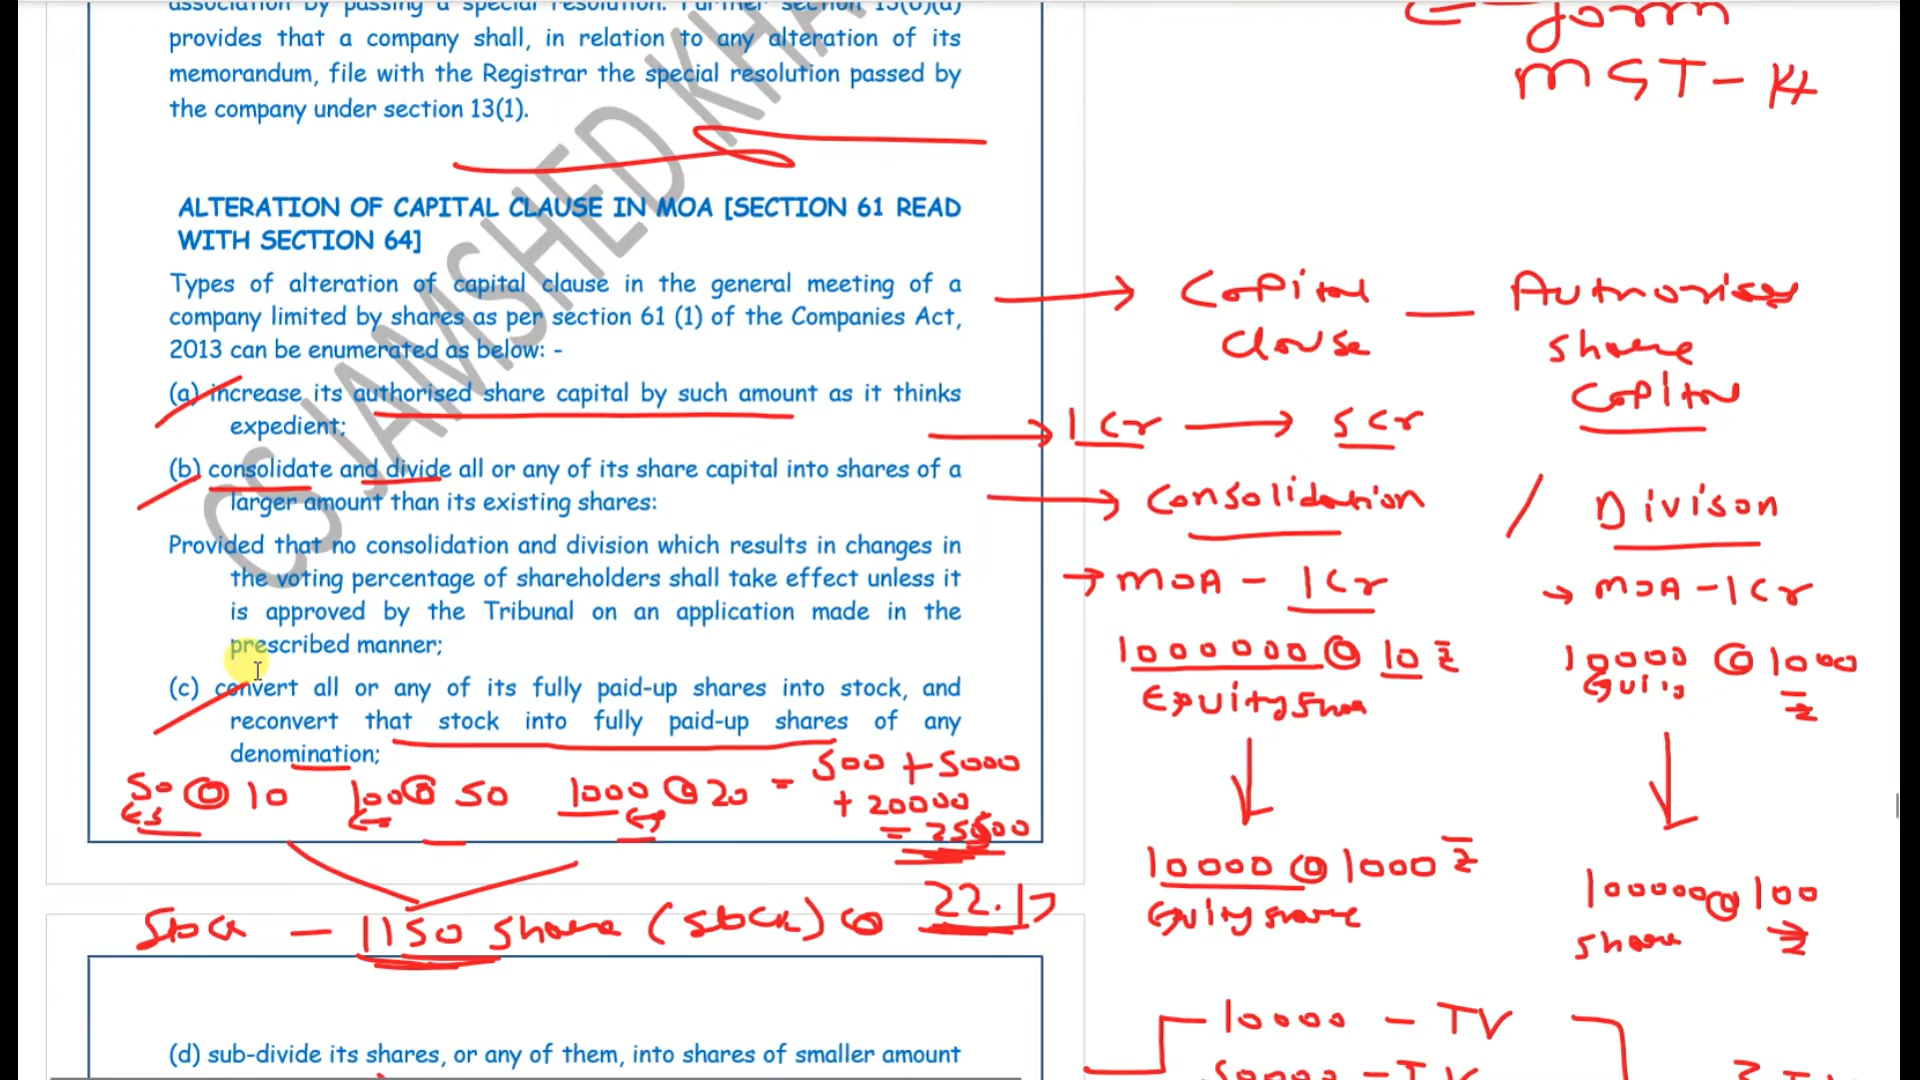 association by passing a special resolution. Further section 13(6)(a)
provides that a company shall, in relation to any alteration of its
memorandum, file with the Registrar the special resolution passed by
the company under section 13(1).
ALTERATION OF CAPITAL CLAUSE IN MOA [SECTION 61 READ
WITH SECTION 64]
Types of alteration of capital clause in the general meeting of a
company limited by shares as per section 61 (1) of the Companies Act,
2013 can be enumerated as below: -
(a) increase its authorised share capital by such amount as it thinks
expedient;
(b) consolidate and divide all or any of its share capital into shares of a
larger amount than its existing shares:
Provided that no consolidation and division which results in changes in
the voting percentage of shareholders shall take effect unless it
is approved by the Tribunal on an application made in the
prescribed manner;
(c) convert all or any of its fully paid-up shares into stock, and
reconvert that stock into fully paid-up shares of any
denomination;
50 @ 10 100@ 50 1000 @ 20 = 500 + 5000
+ 20000
= 25500
Stock - 1150 share (stock) @ 22.17
(d) sub-divide its shares, or any of them, into shares of smaller amount
CS JAMSHED KHA
E-form
MGT-14
Capital
Clause
— Authorised
share
Capital
1 Cr → 5 Cr
Consolidation / Divison
→ MOA - 1 Cr
1000000 @ 10
Equity Share
10000 @ 1000
Equity share
→ MOA - 1 Cr
10000 @ 1000
Equity
100000@ 100
share
10000 - TV